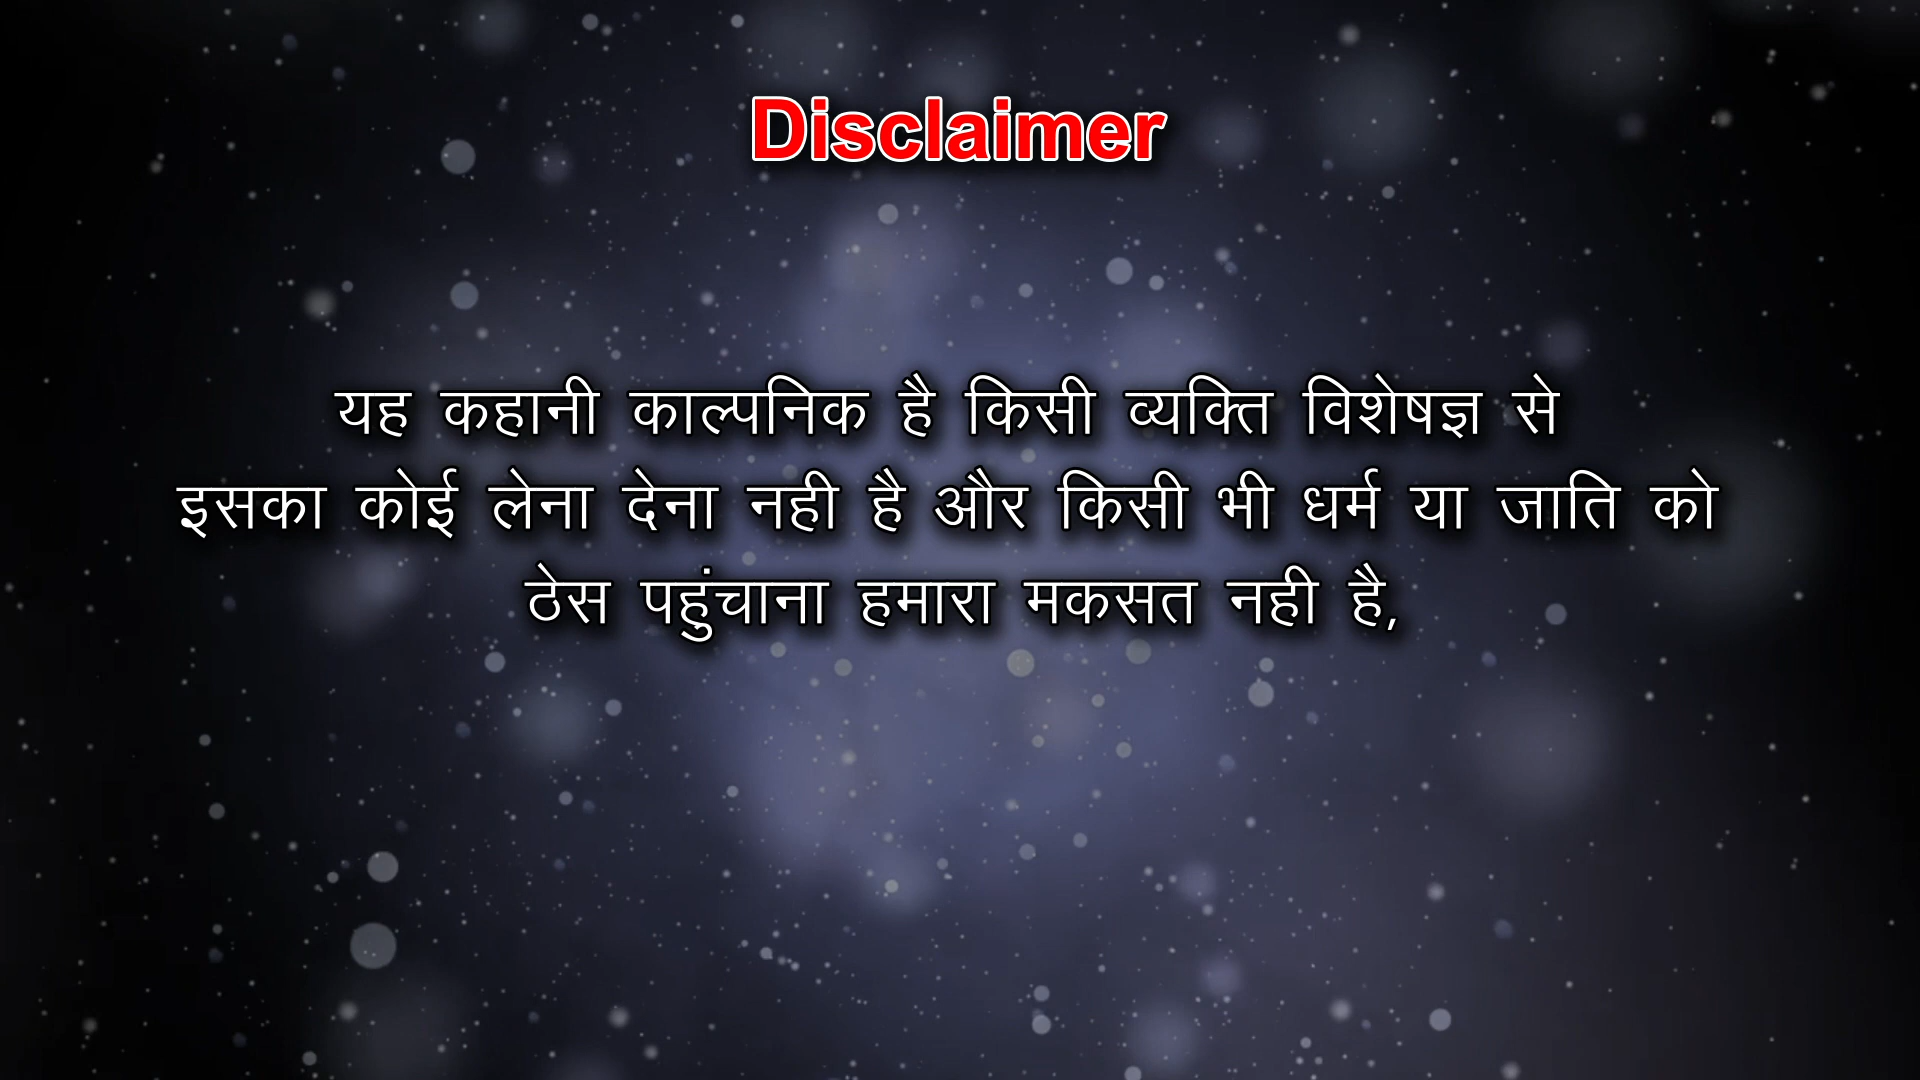 Disclaimer
यह कहानी काल्पनिक है किसी व्यक्ति विशेषज्ञ से
इसका कोई लेना देना नही है और किसी भी धर्म या जाति को
ठेस पहुंचाना हमारा मकसत नही है,